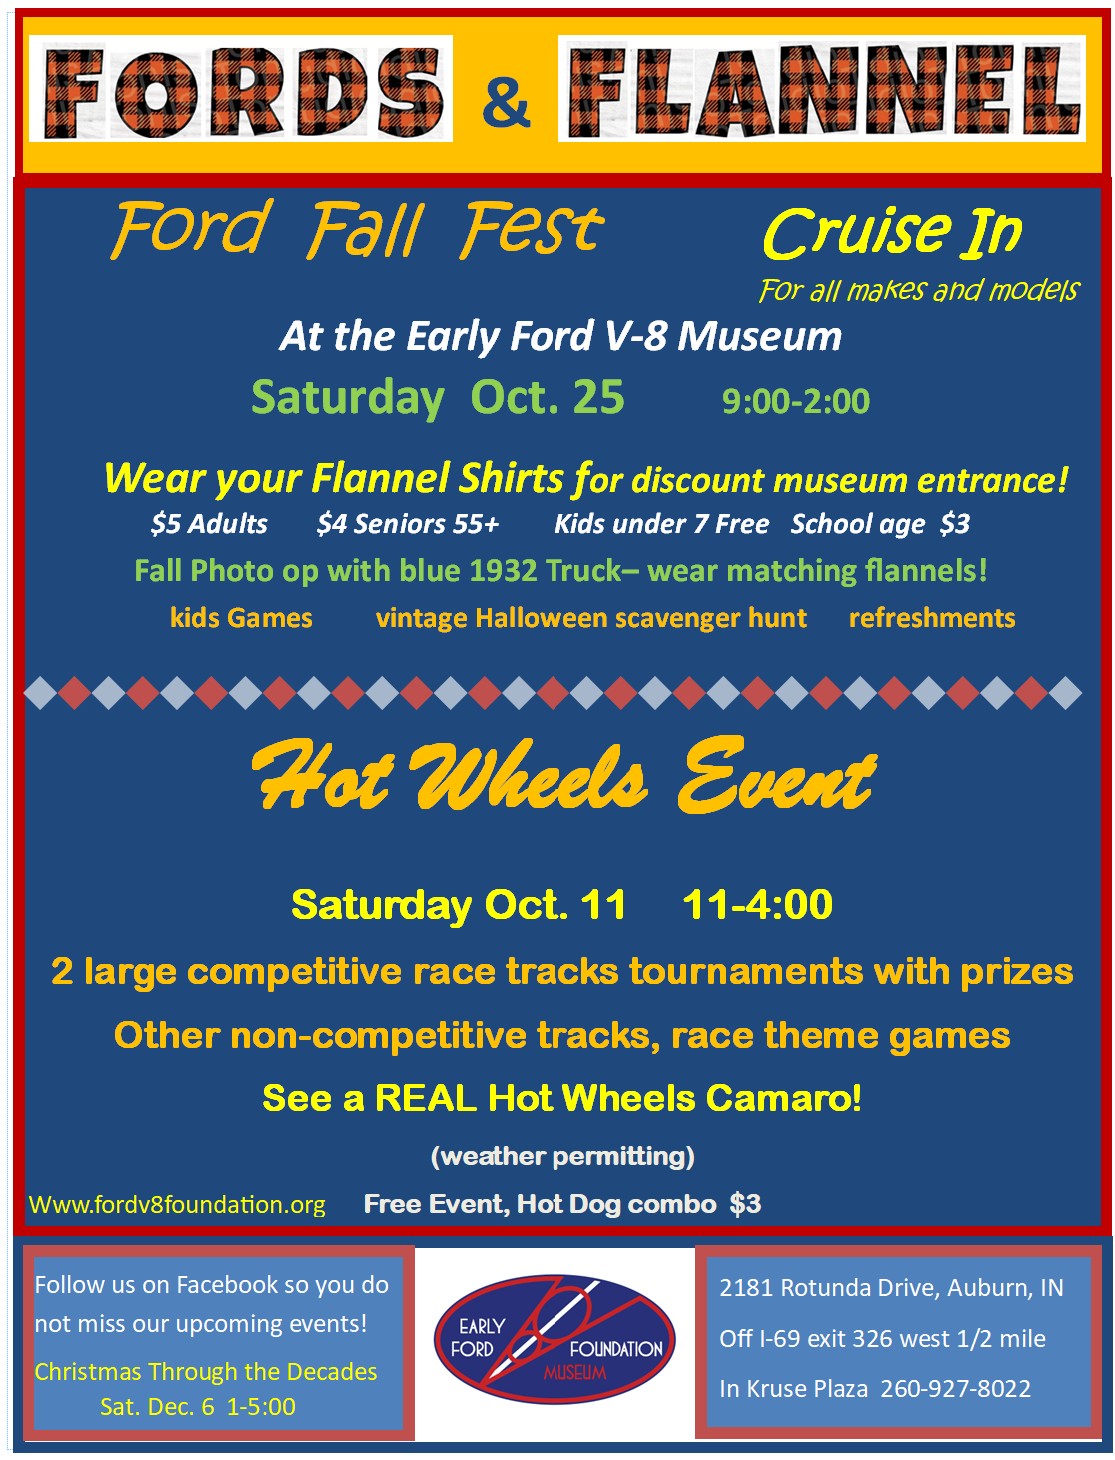 FORDS & FLANNEL
Ford Fall Fest Cruise In
For all makes and models
At the Early Ford V-8 Museum
Saturday Oct. 25 9:00-2:00
Wear your Flannel Shirts for discount museum entrance!
$5 Adults $4 Seniors 55+ Kids under 7 Free School age $3
Fall Photo op with blue 1932 Truck– wear matching flannels!
kids Games vintage Halloween scavenger hunt refreshments
Hot Wheels Event
Saturday Oct. 11 11-4:00
2 large competitive race tracks tournaments with prizes
Other non-competitive tracks, race theme games
See a REAL Hot Wheels Camaro!
(weather permitting)
Www.fordv8foundation.org Free Event, Hot Dog combo $3
Follow us on Facebook so you do
not miss our upcoming events!
Christmas Through the Decades
Sat. Dec. 6 1-5:00
EARLY
FORD FOUNDATION
MUSEUM
2181 Rotunda Drive, Auburn, IN
Off I-69 exit 326 west 1/2 mile
In Kruse Plaza 260-927-8022